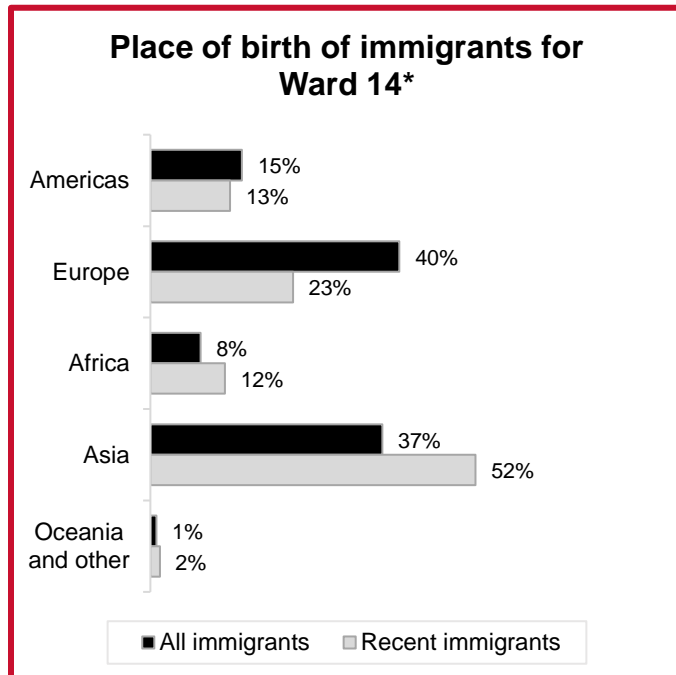 Place of birth of immigrants for
Ward 14*
Americas
15%
13%
Europe
40%
23%
Africa
8%
12%
Asia
37%
52%
Oceania
and other
1%
2%
All immigrants
Recent immigrants